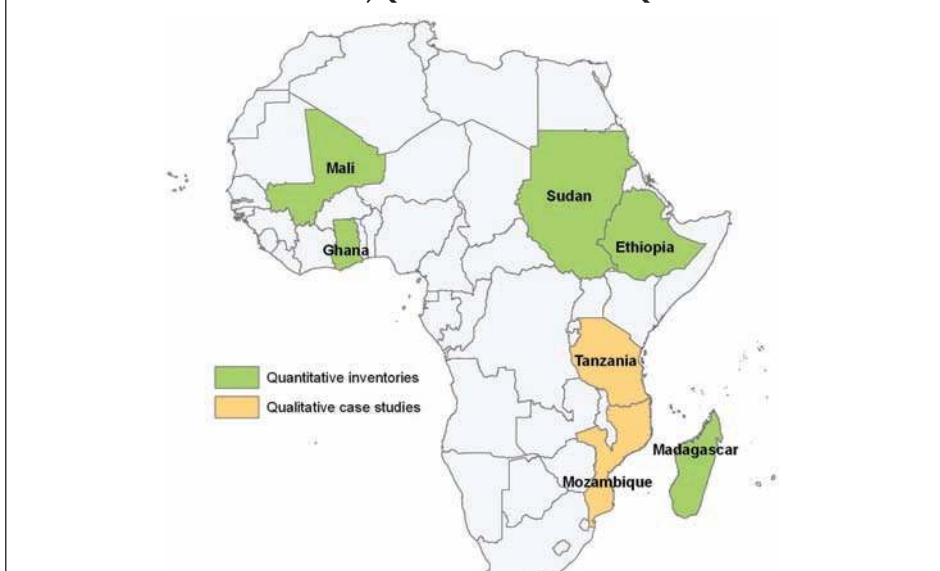 Mali
Sudan
Ghana
Ethiopia
Tanzania
Quantitative inventories
Qualitative case studies
Madagascar
Mozambique